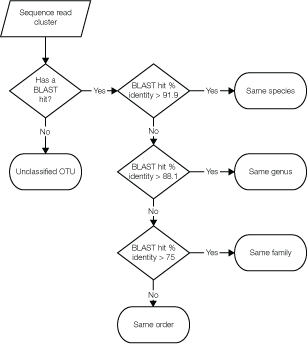 Sequence read
cluster
Has a
BLAST
hit?
Yes
BLAST hit %
identity > 91.9
Yes
Same species
No
No
Unclassified OTU
BLAST hit %
identity > 88.1
Yes
Same genus
No
BLAST hit %
identity > 75
Yes
Same family
No
Same order